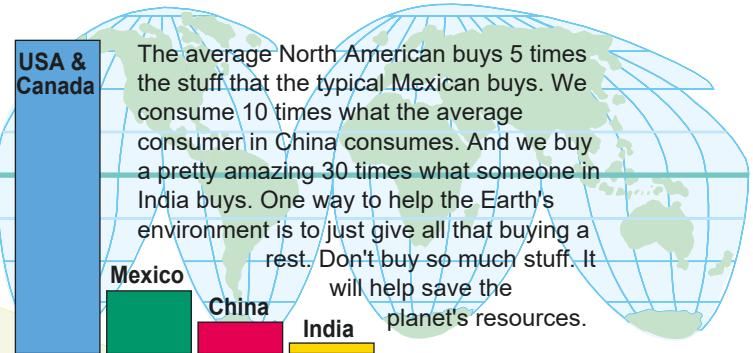 USA &
Canada
The average North American buys 5 times
the stuff that the typical Mexican buys. We
consume 10 times what the average
consumer in China consumes. And we buy
a pretty amazing 30 times what someone in
India buys. One way to help the Earth's
environment is to just give all that buying a
rest. Don't buy so much stuff. It
will help save the
planet's resources.
Mexico
China
India